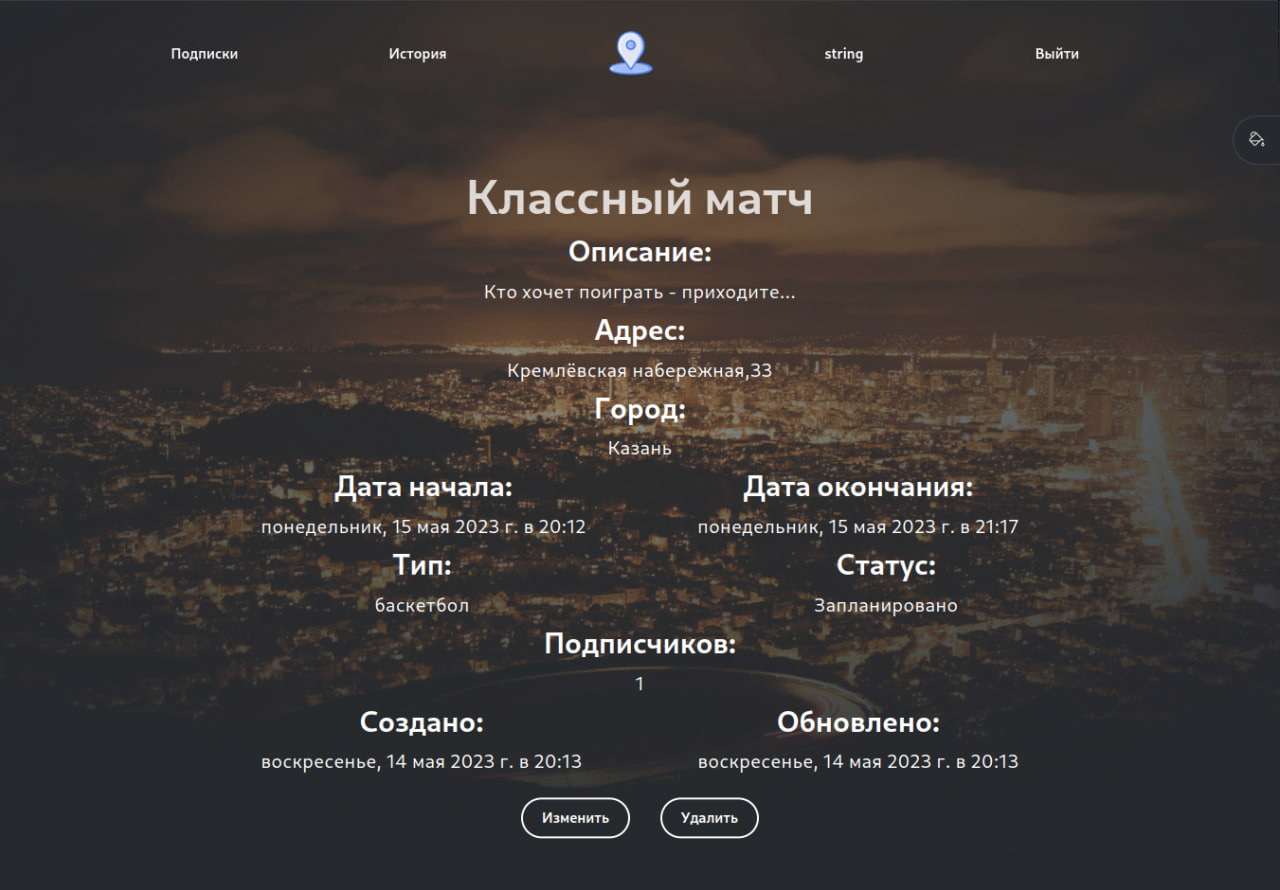 Подписки
История
string
Выйти
Классный матч
Описание:
Кто хочет поиграть - приходите...
Адрес:
Кремлёвская набережная,33
Город:
Казань
Дата начала:
Дата окончания:
понедельник, 15 мая 2023 г. в 20:12
понедельник, 15 мая 2023 г. в 21:17
Тип:
Статус:
баскетбол
Запланировано
Подписчиков:
1
Создано:
Обновлено:
воскресенье, 14 мая 2023 г. в 20:13
воскресенье, 14 мая 2023 г. в 20:13
Изменить
Удалить